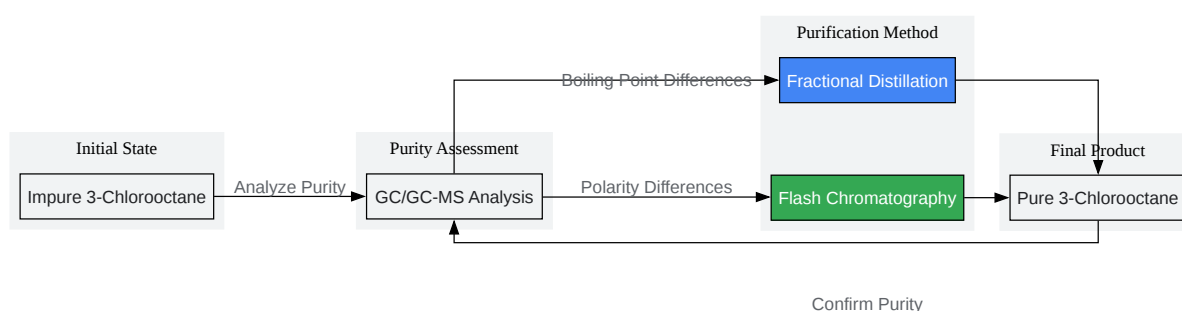 Purification Method
Boiling Point Differences
Fractional Distillation
Initial State
Purity Assessment
Final Product
Impure 3-Chlorooctane
Analyze Purity
GC/GC-MS Analysis
Polarity Differences
Flash Chromatography
Pure 3-Chlorooctane
Confirm Purity